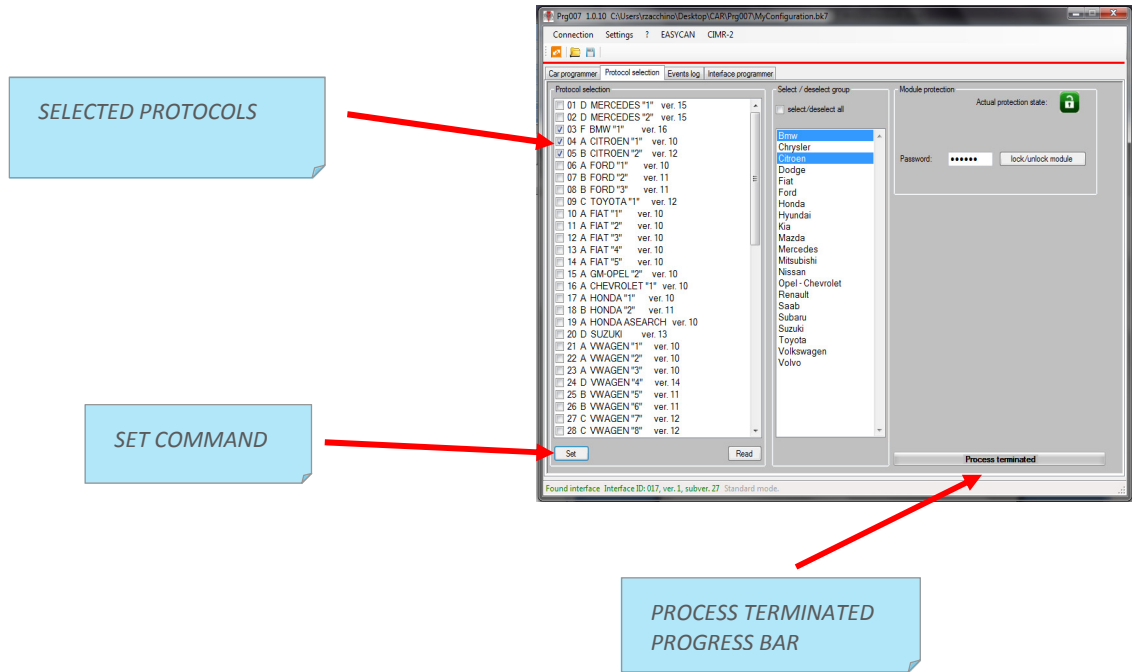 Prg007 1.0.10 C:\Users\rzacchino\Desktop\CAR\Prg007\MyConfiguration.bk7
Connection Settings ? EASYCAN CIMR-2
Car programmer Protocol selection Events log Interface programmer
Protocol selection
01 D MERCEDES "1" ver. 15
02 D MERCEDES "2" ver. 15
03 F BMW "1" ver. 16
04 A CITROEN "1" ver. 10
05 B CITROEN "2" ver. 12
06 A FORD "1" ver. 10
07 B FORD "2" ver. 11
08 B FORD "3" ver. 11
09 C TOYOTA "1" ver. 12
10 A FIAT "1" ver. 10
11 A FIAT "2" ver. 10
12 A FIAT "3" ver. 10
13 A FIAT "4" ver. 10
14 A FIAT "5" ver. 10
15 A GM-OPEL "2" ver. 10
16 A CHEVROLET "1" ver. 10
17 A HONDA "1" ver. 10
18 B HONDA "2" ver. 11
19 A HONDA ASEARCH ver. 10
20 D SUZUKI ver. 13
21 A VWAGEN "1" ver. 10
22 A VWAGEN "2" ver. 10
23 A VWAGEN "3" ver. 10
24 D VWAGEN "4" ver. 14
25 B VWAGEN "5" ver. 11
26 B VWAGEN "6" ver. 11
27 C VWAGEN "7" ver. 12
28 C VWAGEN "8" ver. 12
Set Read
Select / deselect group
select/deselect all
Bmw
Chrysler
Citroen
Dodge
Fiat
Ford
Honda
Hyundai
Kia
Mazda
Mercedes
Mitsubishi
Nissan
Opel - Chevrolet
Renault
Saab
Subaru
Suzuki
Toyota
Volkswagen
Volvo
Module protection
Actual protection state:
Password: ●●●●●● lock/unlock module
Process terminated
Found interface Interface ID: 017, ver. 1, subver. 27 Standard mode.
SELECTED PROTOCOLS
SET COMMAND
PROCESS TERMINATED
PROGRESS BAR